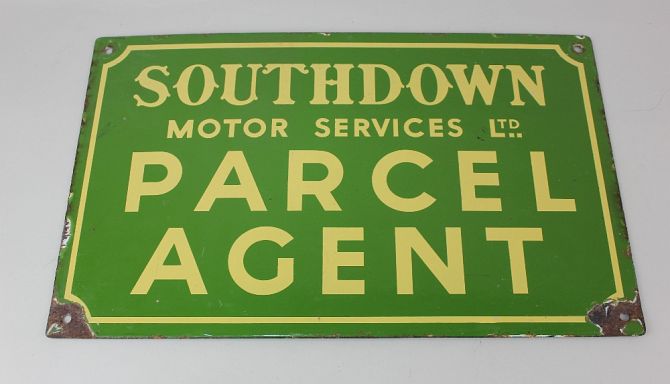 SOUTHDOWN
MOTOR SERVICES LTD.
PARCEL
AGENT